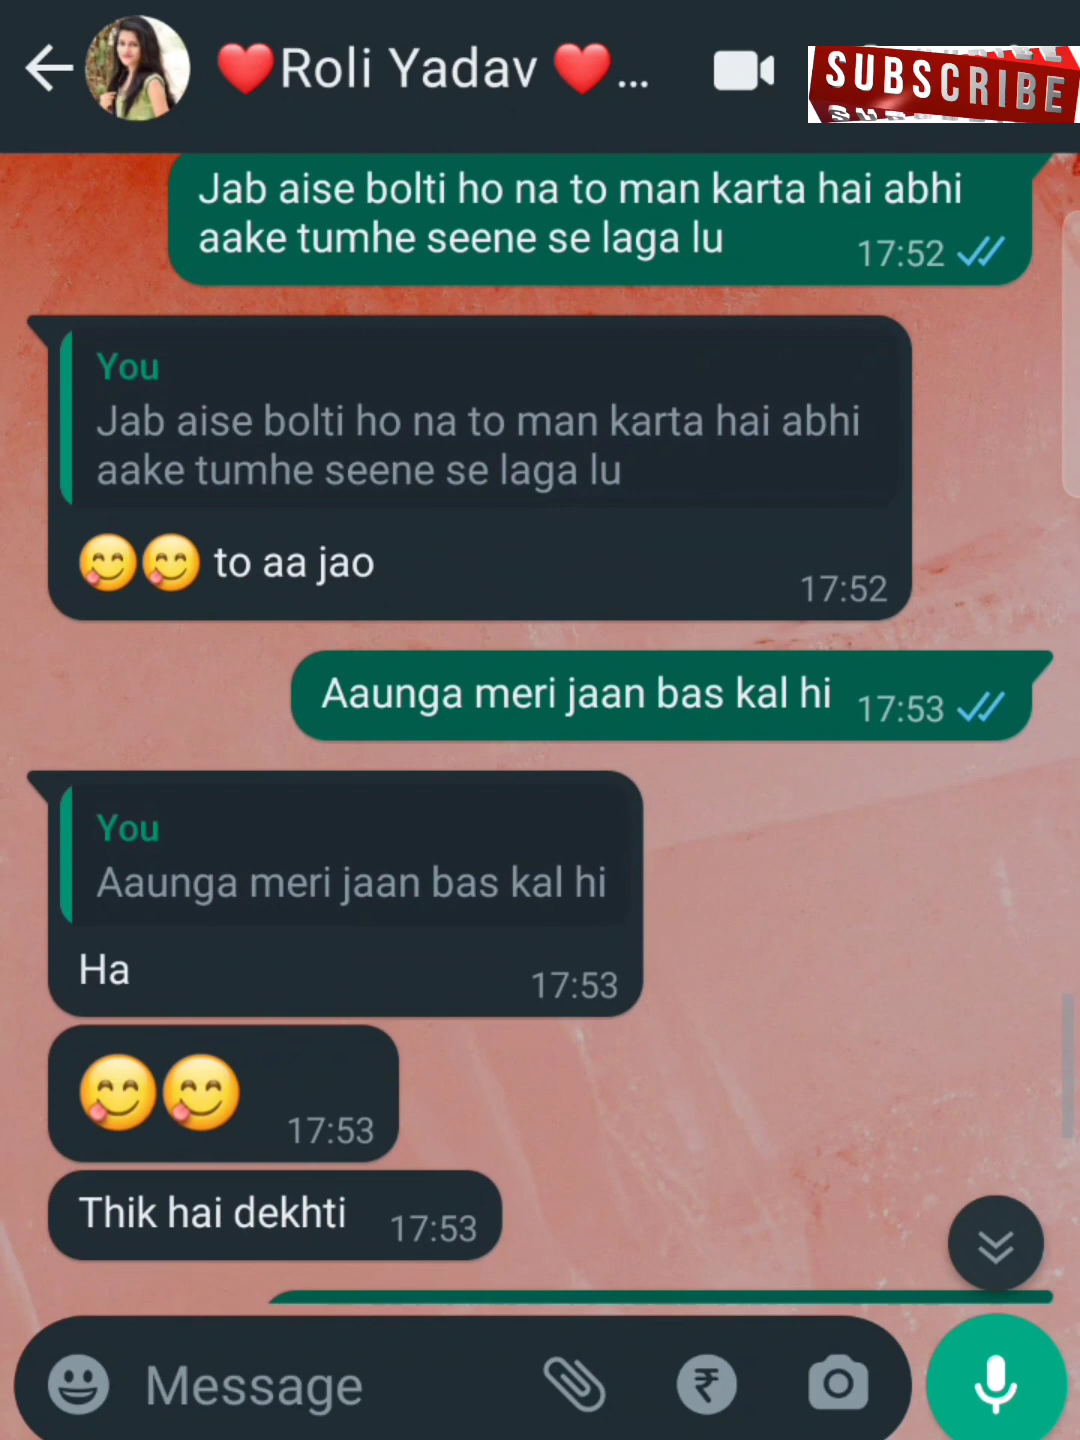 ❤️Roli Yadav ❤️...
SUBSCRIBE
Jab aise bolti ho na to man karta hai abhi
aake tumhe seene se laga lu
17:52
You
Jab aise bolti ho na to man karta hai abhi
aake tumhe seene se laga lu
😋😋 to aa jao
17:52
Aaunga meri jaan bas kal hi 17:53
You
Aaunga meri jaan bas kal hi
Ha
17:53
😋😋
17:53
Thik hai dekhti 17:53
Message